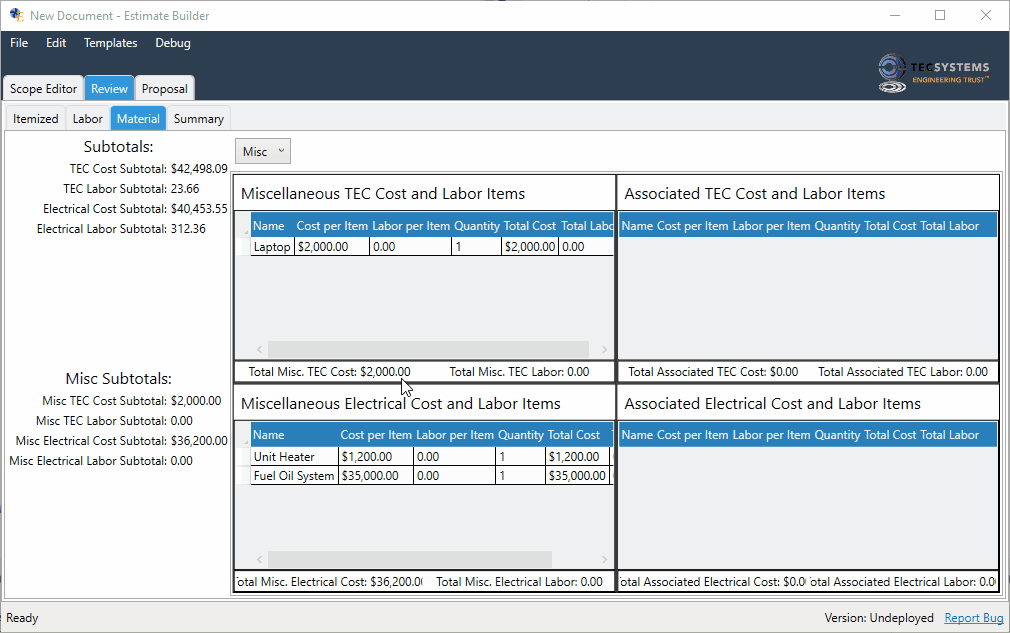 New Document - Estimate Builder
File Edit Templates Debug
TECSYSTEMS
ENGINEERING TRUST™
Scope Editor Review Proposal
Itemized Labor Material Summary
Subtotals:
TEC Cost Subtotal: $42,498.09
TEC Labor Subtotal: 23.66
Electrical Cost Subtotal: $40,453.55
Electrical Labor Subtotal: 312.36
Misc Subtotals:
Misc TEC Cost Subtotal: $2,000.00
Misc TEC Labor Subtotal: 0.00
Misc Electrical Cost Subtotal: $36,200.00
Misc Electrical Labor Subtotal: 0.00
Misc
Miscellaneous TEC Cost and Labor Items
Name Cost per Item Labor per Item Quantity Total Cost Total Labo
Laptop $2,000.00 0.00 1 $2,000.00 0.00
Total Misc. TEC Cost: $2,000.00 Total Misc. TEC Labor: 0.00
Associated TEC Cost and Labor Items
Name Cost per Item Labor per Item Quantity Total Cost Total Labor
Total Associated TEC Cost: $0.00 Total Associated TEC Labor: 0.00
Miscellaneous Electrical Cost and Labor Items
Name Cost per Item Labor per Item Quantity Total Cost
Unit Heater $1,200.00 0.00 1 $1,200.00
Fuel Oil System $35,000.00 0.00 1 $35,000.00
otal Misc. Electrical Cost: $36,200.0 Total Misc. Electrical Labor: 0.00
Associated Electrical Cost and Labor Items
Name Cost per Item Labor per Item Quantity Total Cost Total Labor
otal Associated Electrical Cost: $0.0 otal Associated Electrical Labor: 0.0
Ready
Version: Undeployed Report Bug